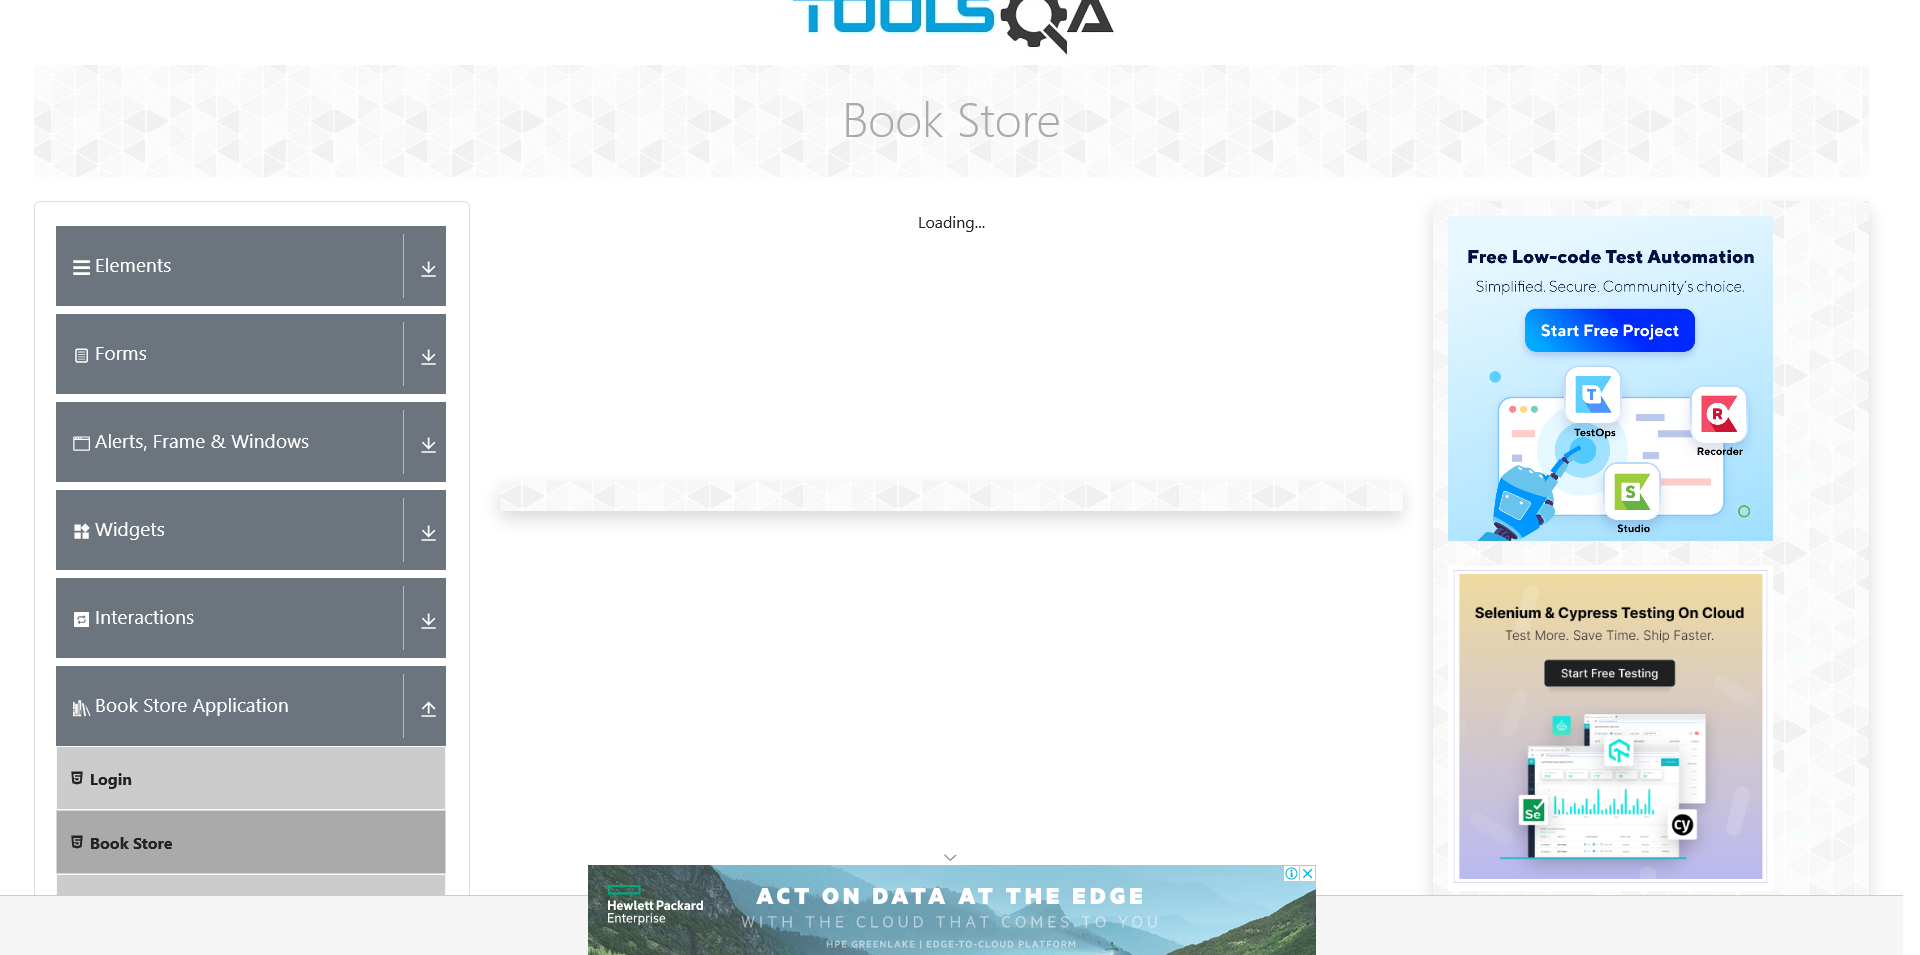 TOOLSQA
Book Store
Elements
Forms
Alerts, Frame & Windows
Widgets
Interactions
Book Store Application
Login
Book Store
Loading...
Free Low-code Test Automation
Simplified. Secure. Community's choice.
Start Free Project
TestOps
Recorder
Studio
Selenium & Cypress Testing On Cloud
Test More. Save Time. Ship Faster.
Start Free Testing
Se
cy
Hewlett Packard
Enterprise
ACT ON DATA AT THE EDGE
WITH THE CLOUD THAT COMES TO YOU
HPE GREENLAKE | EDGE-TO-CLOUD PLATFORM